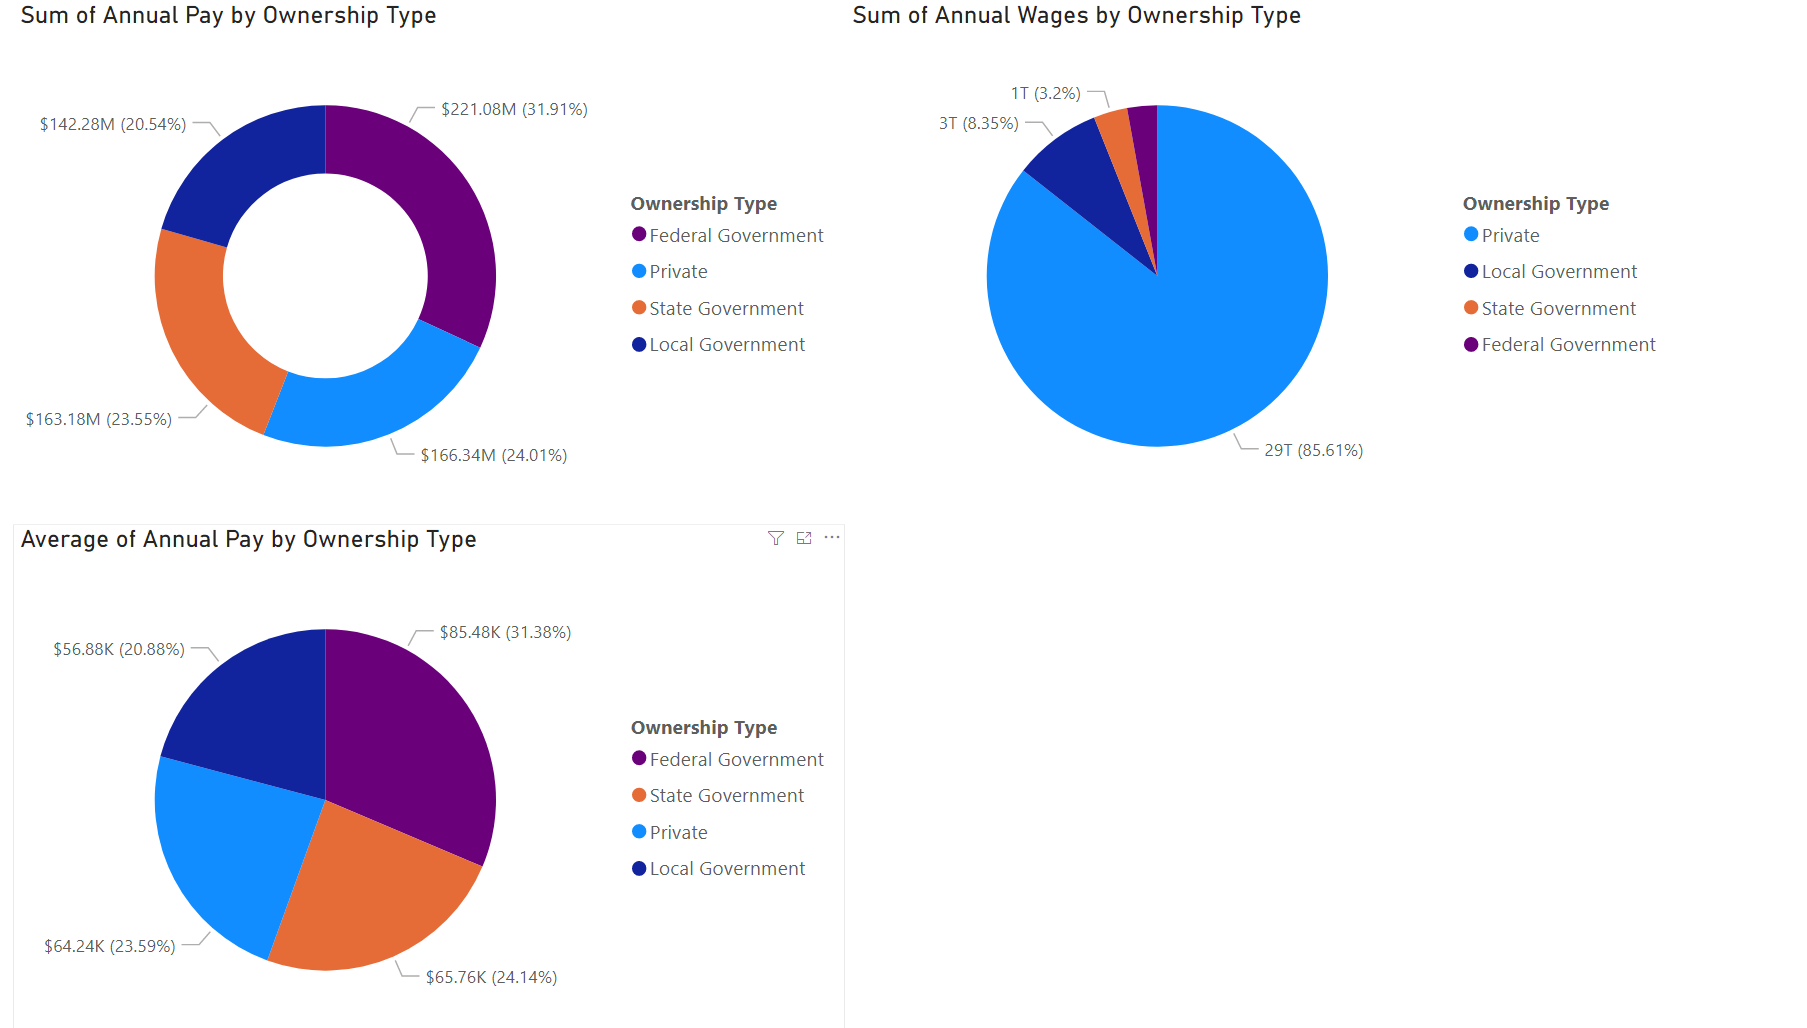 Sum of Annual Pay by Ownership Type
$221.08M (31.91%)
$142.28M (20.54%)
$163.18M (23.55%)
$166.34M (24.01%)
Ownership Type
Federal Government
Private
State Government
Local Government
Sum of Annual Wages by Ownership Type
1T (3.2%)
3T (8.35%)
29T (85.61%)
Ownership Type
Private
Local Government
State Government
Federal Government
Average of Annual Pay by Ownership Type
$85.48K (31.38%)
$56.88K (20.88%)
$64.24K (23.59%)
$65.76K (24.14%)
Ownership Type
Federal Government
State Government
Private
Local Government